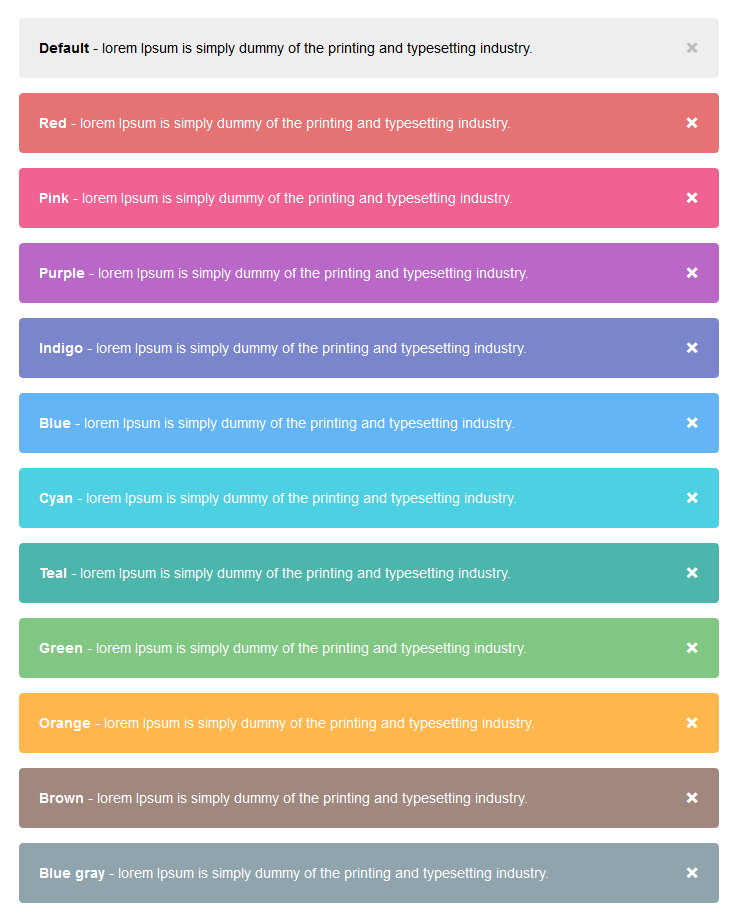 Default - lorem Ipsum is simply dummy of the printing and typesetting industry.
Red - lorem Ipsum is simply dummy of the printing and typesetting industry.
Pink - lorem Ipsum is simply dummy of the printing and typesetting industry.
Purple - lorem Ipsum is simply dummy of the printing and typesetting industry.
Indigo - lorem Ipsum is simply dummy of the printing and typesetting industry.
Blue - lorem Ipsum is simply dummy of the printing and typesetting industry.
Cyan - lorem Ipsum is simply dummy of the printing and typesetting industry.
Teal - lorem Ipsum is simply dummy of the printing and typesetting industry.
Green - lorem Ipsum is simply dummy of the printing and typesetting industry.
Orange - lorem Ipsum is simply dummy of the printing and typesetting industry.
Brown - lorem Ipsum is simply dummy of the printing and typesetting industry.
Blue gray - lorem Ipsum is simply dummy of the printing and typesetting industry.